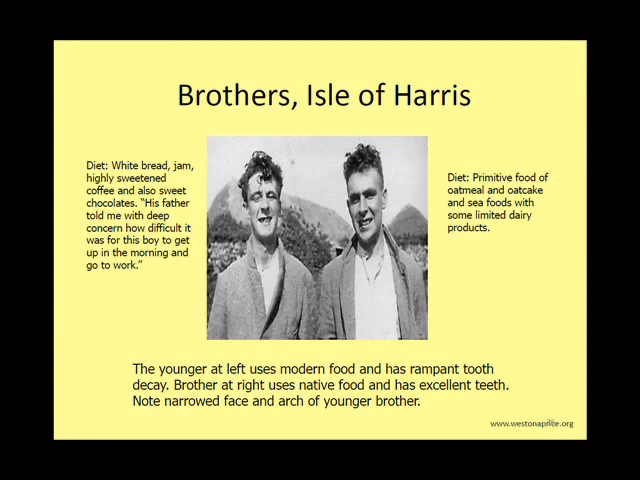 Brothers, Isle of Harris
Diet: White bread, jam,
highly sweetened
coffee and also sweet
chocolates. “His father
told me with deep
concern how difficult it
was for this boy to get
up in the morning and
go to work.”
Diet: Primitive food of
oatmeal and oatcake
and sea foods with
some limited dairy
products.
The younger at left uses modern food and has rampant tooth
decay. Brother at right uses native food and has excellent teeth.
Note narrowed face and arch of younger brother.
www.westonaprice.org